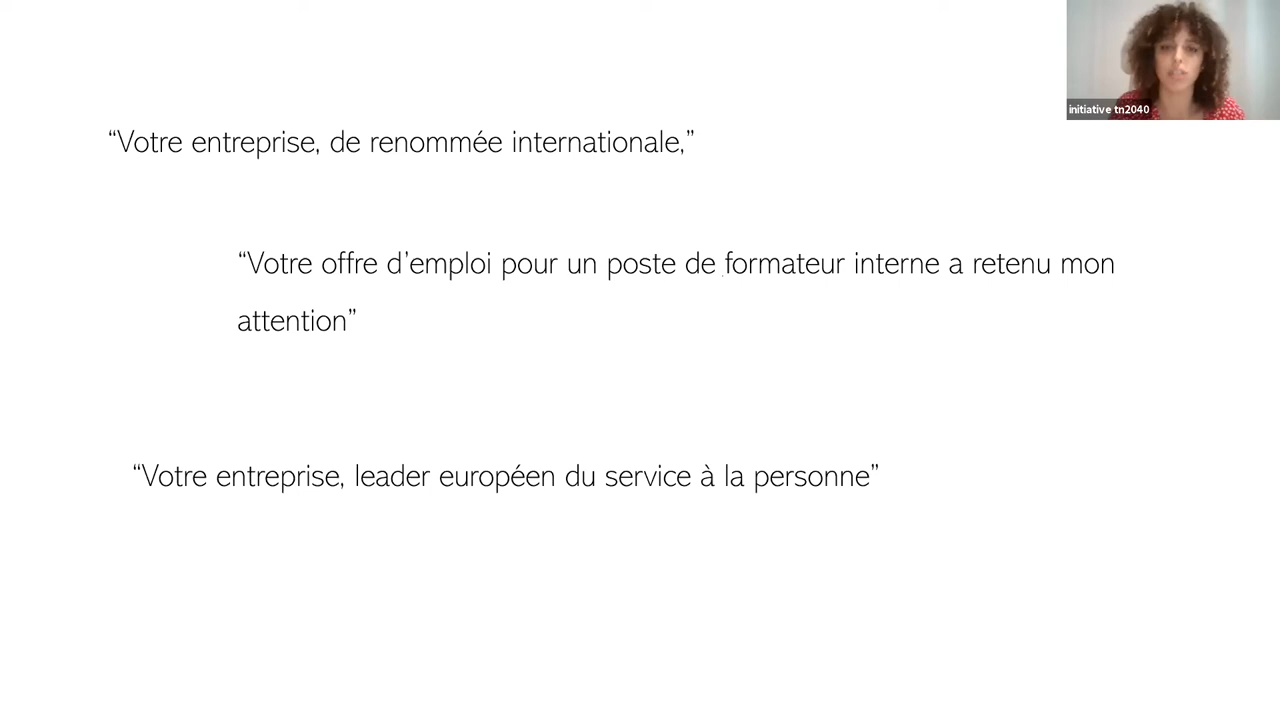 “Votre entreprise, de renommée internationale,”
initiative tn2040
“Votre offre d’emploi pour un poste de formateur interne a retenu mon
attention”
“Votre entreprise, leader européen du service à la personne”